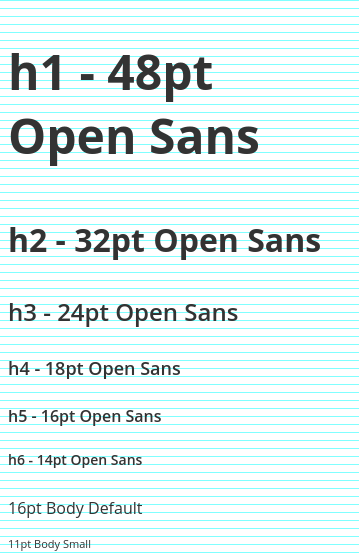 h1 - 48pt
Open Sans
h2 - 32pt Open Sans
h3 - 24pt Open Sans
h4 - 18pt Open Sans
h5 - 16pt Open Sans
h6 - 14pt Open Sans
16pt Body Default
11pt Body Small